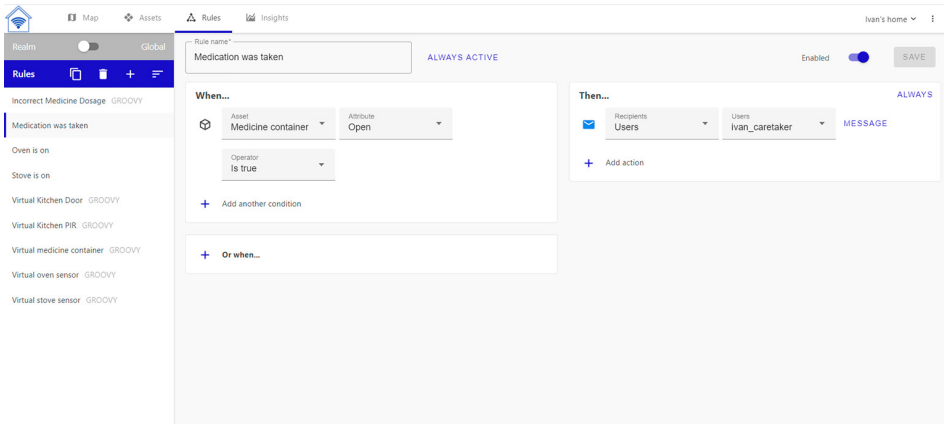 Map Assets Rules Insights Ivan's home
Realm Global
Rules
Incorrect Medicine Dosage GROOVY
Medication was taken
Oven is on
Stove is on
Virtual Kitchen Door GROOVY
Virtual Kitchen PIR GROOVY
Virtual medicine container GROOVY
Virtual oven sensor GROOVY
Virtual stove sensor GROOVY
Rule name*
Medication was taken
ALWAYS ACTIVE
Enabled
SAVE
When...
Asset
Medicine container
Attribute
Open
Operator
Is true
Add another condition
Or when...
Then...
ALWAYS
Recipients
Users
Users
ivan_caretaker
MESSAGE
Add action